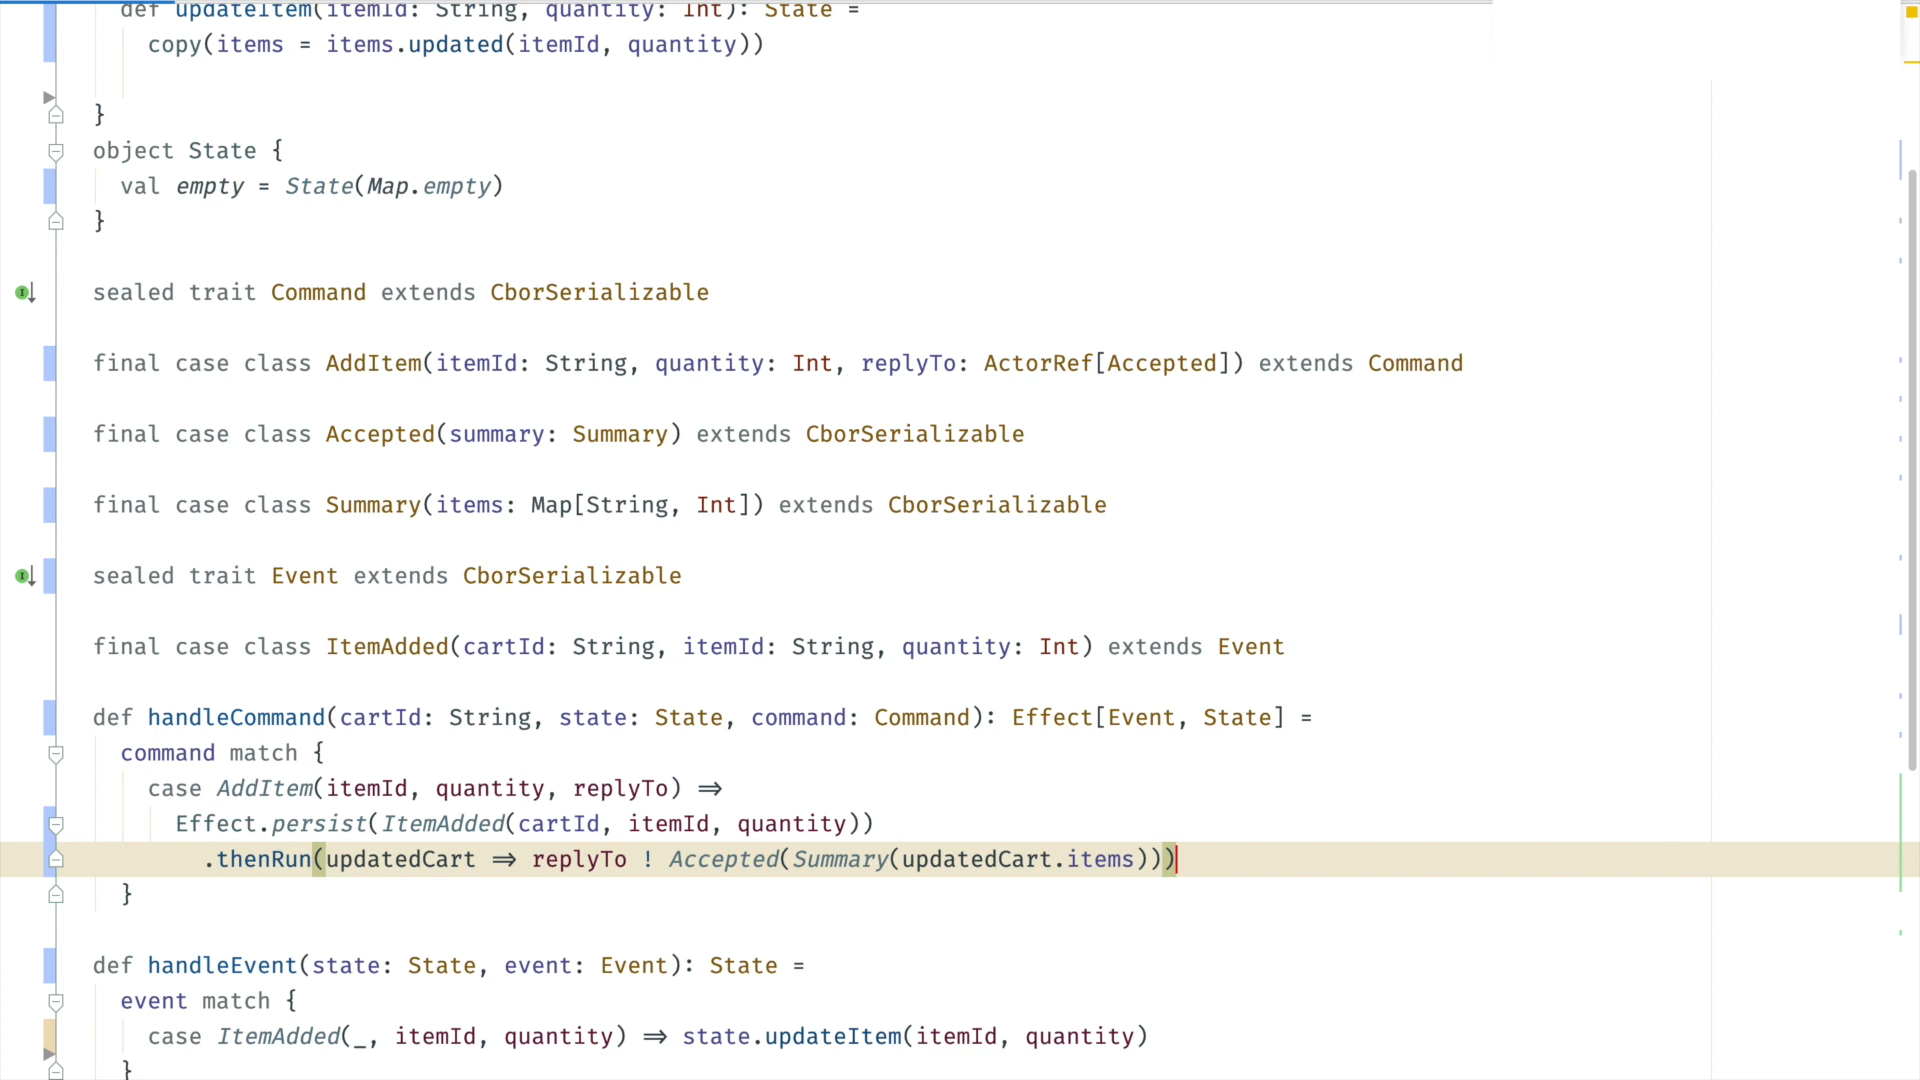 def updateItem(itemId: String, quantity: Int): State =
copy(items = items.updated(itemId, quantity))
}
object State {
val empty = State(Map.empty)
}
sealed trait Command extends CborSerializable
final case class AddItem(itemId: String, quantity: Int, replyTo: ActorRef[Accepted]) extends Command
final case class Accepted(summary: Summary) extends CborSerializable
final case class Summary(items: Map[String, Int]) extends CborSerializable
sealed trait Event extends CborSerializable
final case class ItemAdded(cartId: String, itemId: String, quantity: Int) extends Event
def handleCommand(cartId: String, state: State, command: Command): Effect[Event, State] =
command match {
case AddItem(itemId, quantity, replyTo) ⇒
Effect.persist(ItemAdded(cartId, itemId, quantity))
.thenRun(updatedCart ⇒ replyTo ! Accepted(Summary(updatedCart.items)))
}
def handleEvent(state: State, event: Event): State =
event match {
case ItemAdded(_, itemId, quantity) ⇒ state.updateItem(itemId, quantity)
}